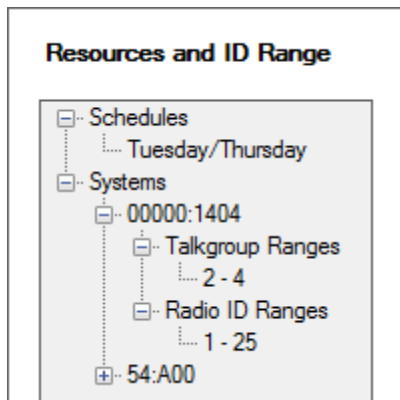 Resources and ID Range
Schedules
Tuesday/Thursday
Systems
00000:1404
Talkgroup Ranges
2 - 4
Radio ID Ranges
1 - 25
54:A00